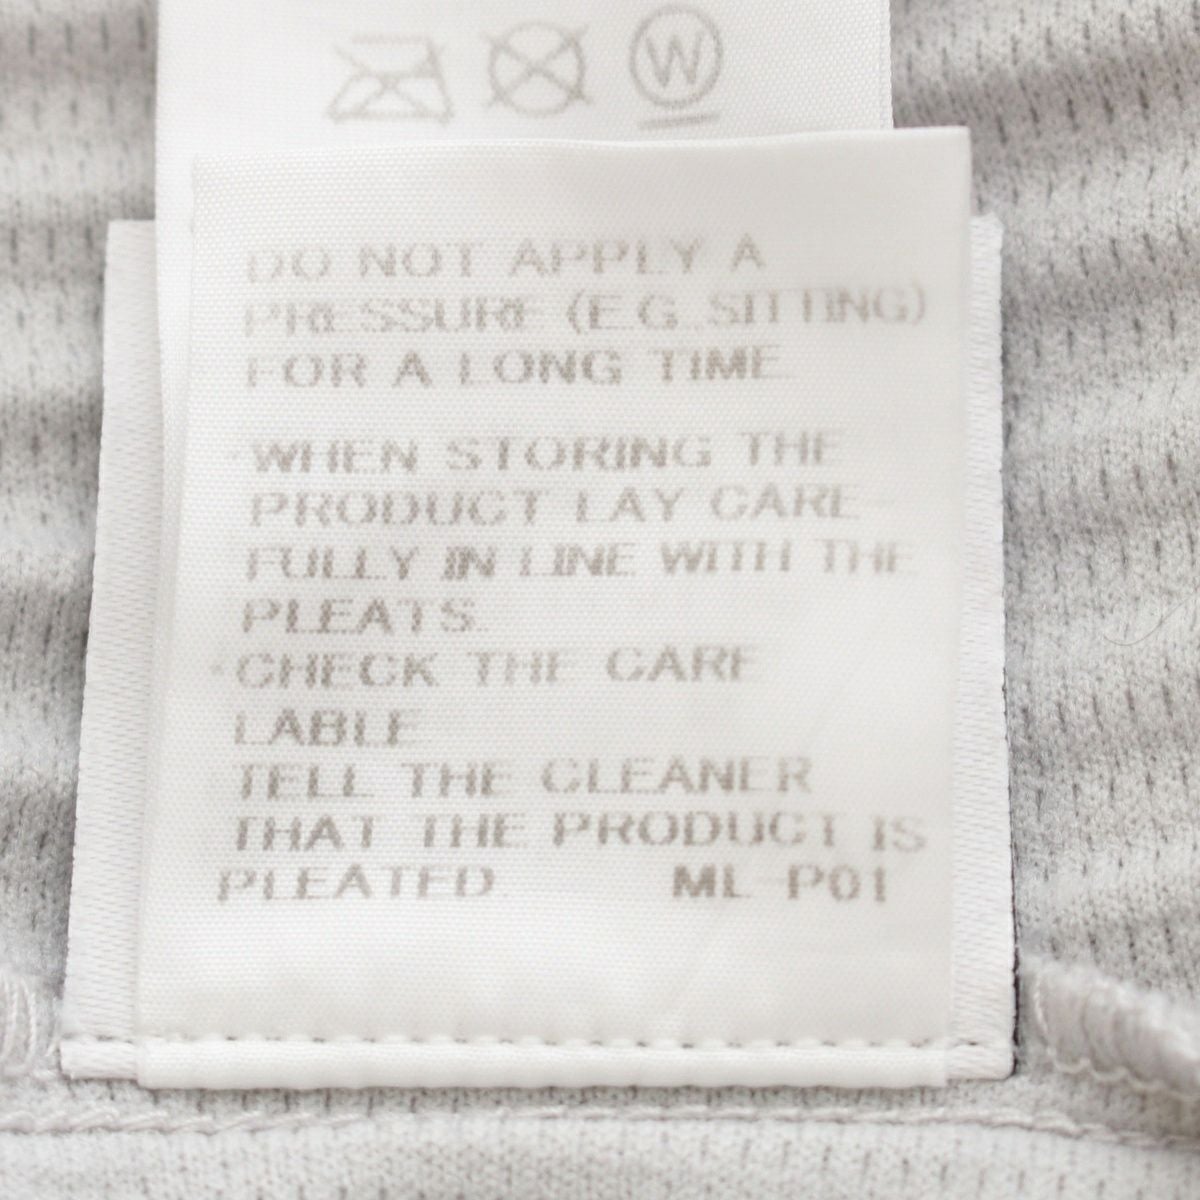 W
DO NOT APPLY A
PRESSURE (E.G.,SITTING)
FOR A LONG TIME
·WHEN STORING THE
PRODUCT LAY CARE-
FULLY IN LINE WITH THE
PLEATS.
·CHECK THE CARE
LABLE
TELL THE CLEANER
THAT THE PRODUCT IS
PLEATED ML-P01